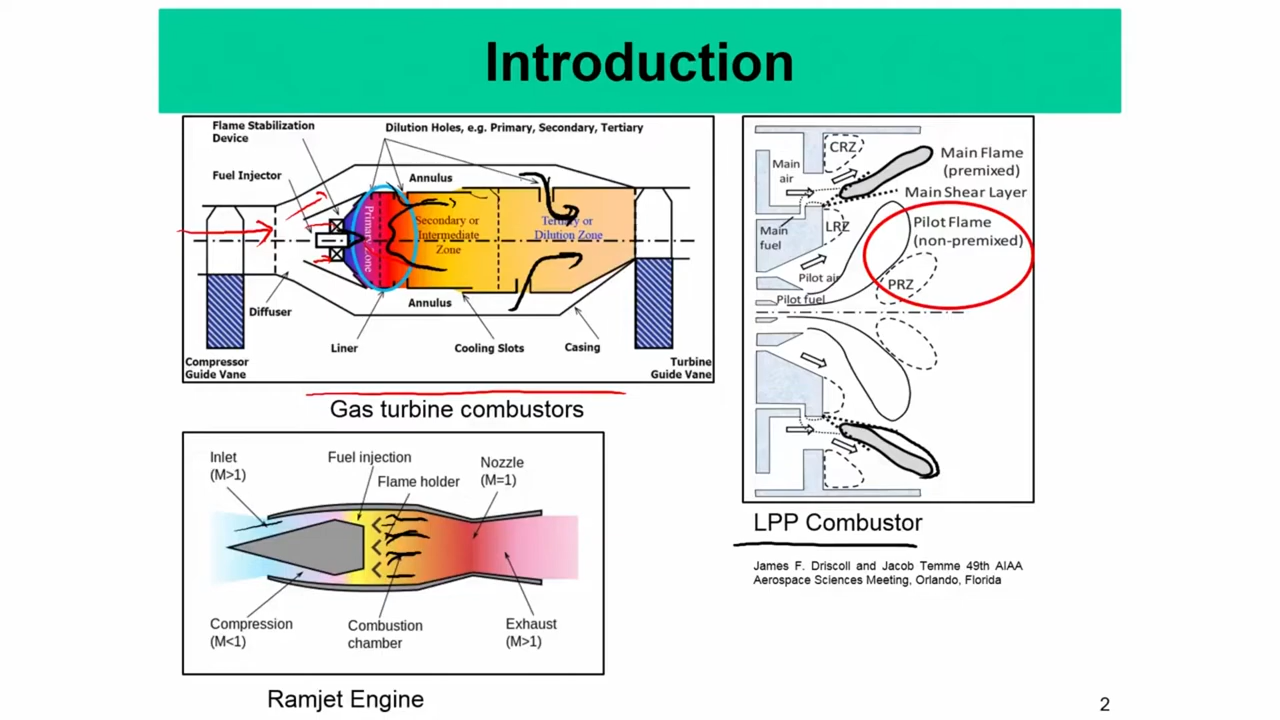 Introduction
Flame Stabilization
Device
Dilution Holes, e.g. Primary, Secondary, Tertiary
Fuel Injector
Annulus
Primary Zone
Secondary or
Intermediate
Zone
Tertiary or
Dilution Zone
Diffuser
Annulus
Liner
Cooling Slots
Casing
Compressor
Guide Vane
Turbine
Guide Vane
Gas turbine combustors
CRZ
Main
air
Main Flame
(premixed)
Main Shear Layer
Main
fuel
LRZ
Pilot Flame
(non-premixed)
Pilot air
PRZ
Pilot fuel
LPP Combustor
James F. Driscoll and Jacob Temme 49th AIAA
Aerospace Sciences Meeting, Orlando, Florida
Inlet
(M>1)
Fuel injection
Flame holder
Nozzle
(M=1)
Compression
(M<1)
Combustion
chamber
Exhaust
(M>1)
Ramjet Engine
2